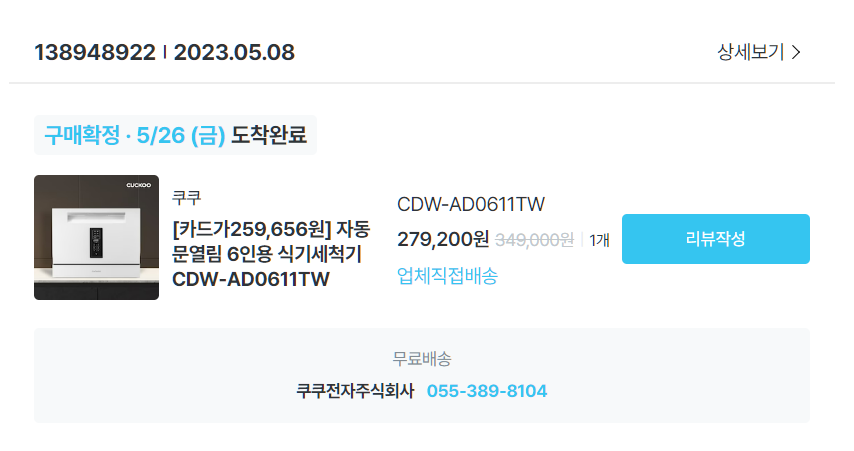 138948922 | 2023.05.08
상세보기 >
구매확정 · 5/26 (금) 도착완료
CUCKOO
쿠쿠
[카드가259,656원] 자동
문열림 6인용 식기세척기
CDW-AD0611TW
CDW-AD0611TW
279,200원 349,000원 | 1개
업체직접배송
리뷰작성
무료배송
쿠쿠전자주식회사 055-389-8104